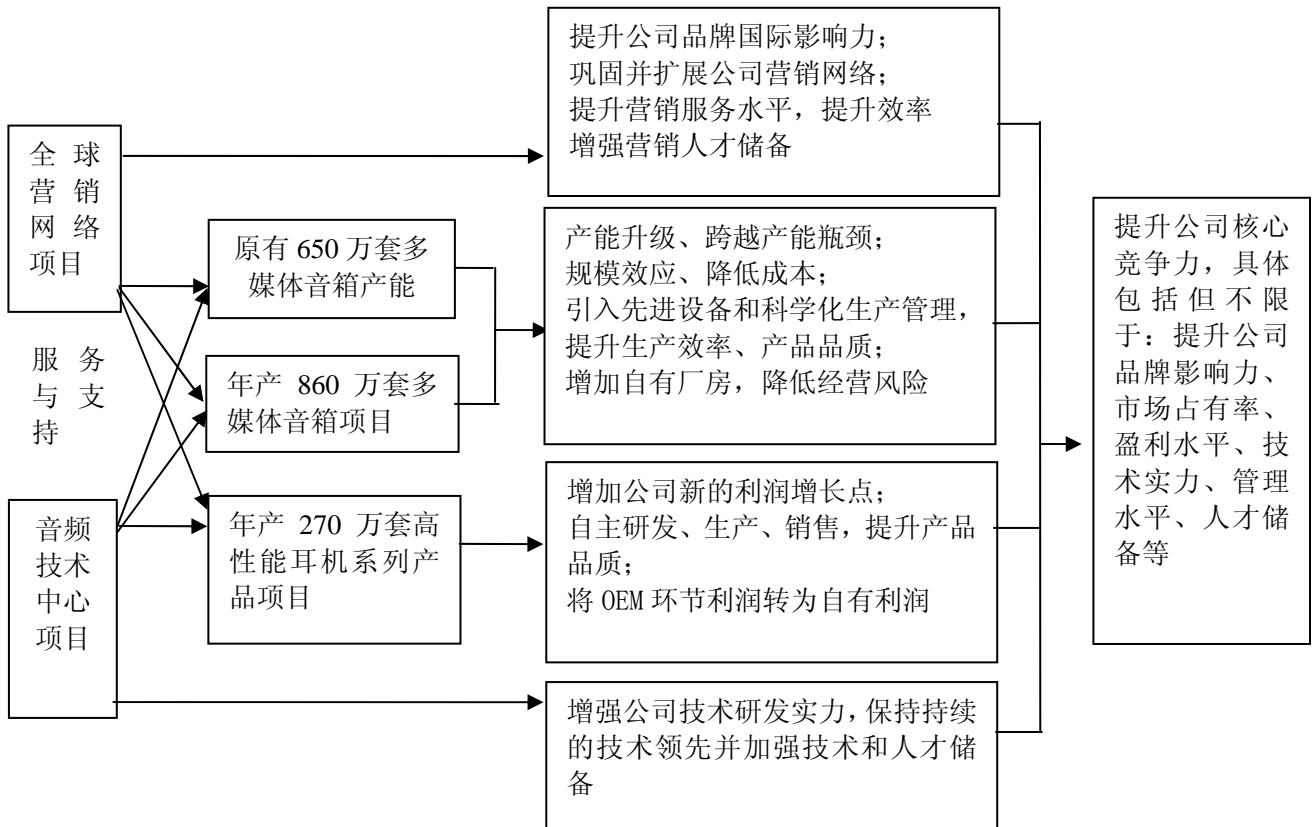 提升公司品牌国际影响力；
巩固并扩展公司营销网络；
提升营销服务水平，提升效率
增强营销人才储备
全球
营销
网络
项目
原有 650 万套多
媒体音箱产能
产能升级、跨越产能瓶颈；
规模效应、降低成本；
引入先进设备和科学化生产管理，
提升生产效率、产品品质；
增加自有厂房，降低经营风险
提升公司核心
竞争力，具体
包括但不限
于：提升公司
品牌影响力、
市场占有率、
盈利水平、技
术实力、管理
水平、人才储
备等
服务
与支
持
年产 860 万套多
媒体音箱项目
音频
技术
中心
项目
年产 270 万套高
性能耳机系列产
品项目
增加公司新的利润增长点；
自主研发、生产、销售，提升产品
品质；
将 OEM 环节利润转为自有利润
增强公司技术研发实力，保持持续
的技术领先并加强技术和人才储
备